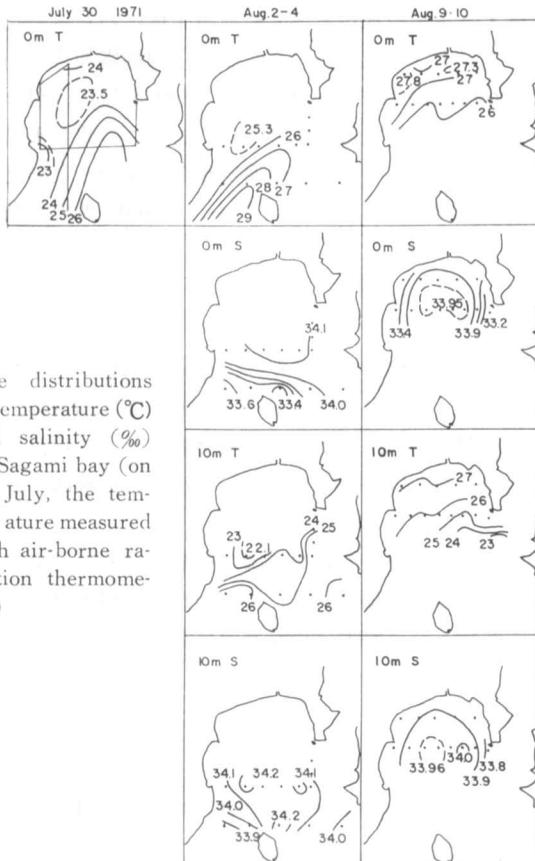 July 30 1971
Aug. 2-4
Aug. 9-10
0m T
24
23.5
23
24
25
26
0m T
25.3
26
28
27
29
0m T
27
27.3
27.8
27
26
0m S
34.1
33.6
33.4
34.0
0m S
33.95
33.4
33.9
33.2
e distributions
temperature (℃)
salinity (‰)
Sagami bay (on
July, the tem-
ature measured
h air-borne ra-
tion thermome-
)
10m T
23
22.1
24
25
26
26
10m T
27
26
25
24
23
10m S
34.1
34.2
34.1
34.0
33.9
34.2
34.0
10m S
33.96
34.0
33.8
33.9